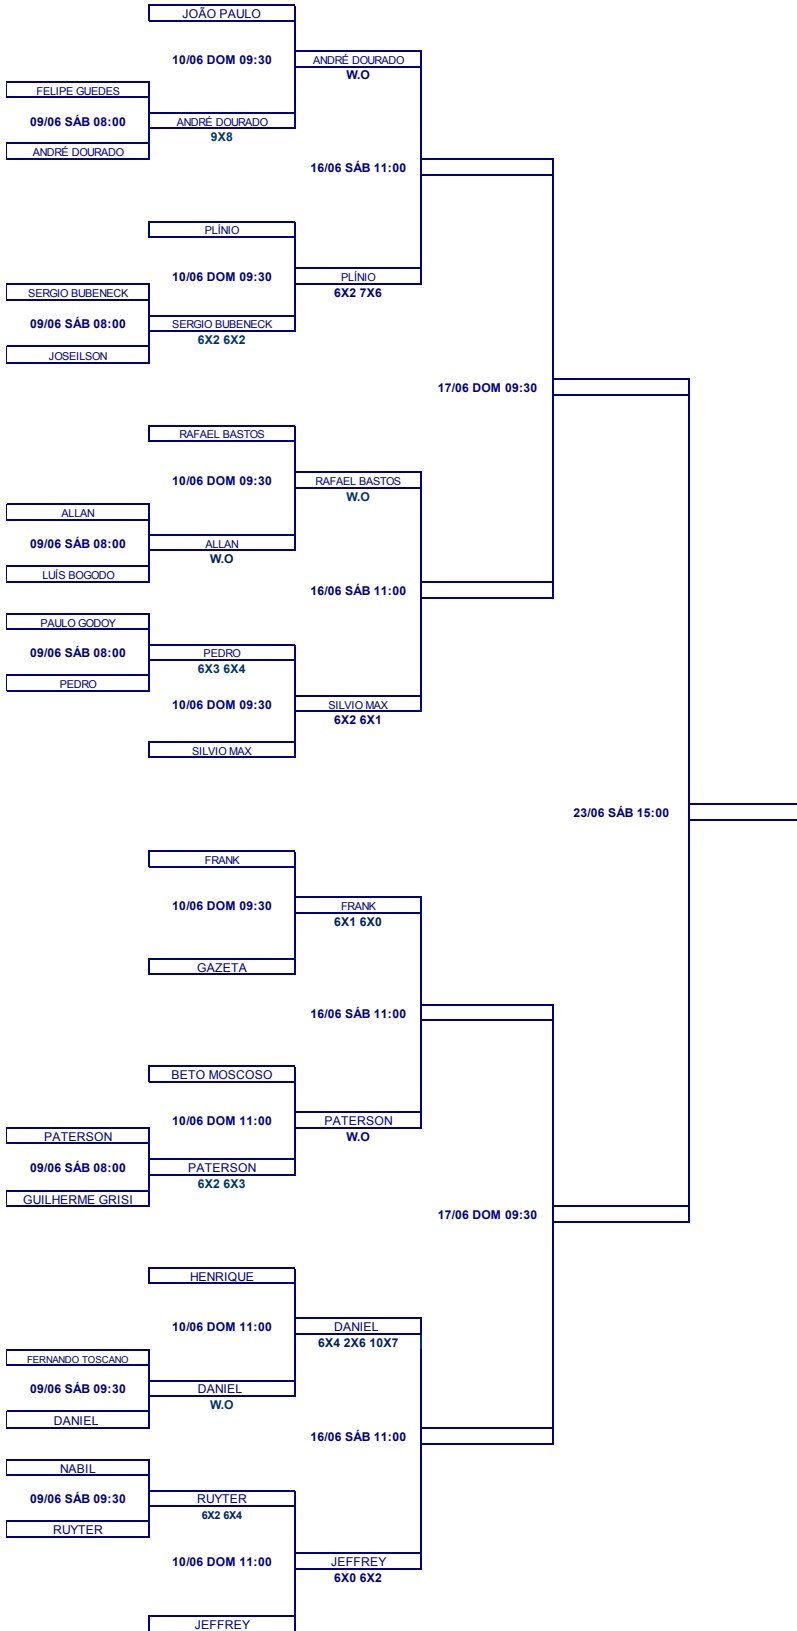 JOÃO PAULO
10/06 DOM 09:30
ANDRÉ DOURADO
W.O
FELIPE GUEDES
09/06 SÁB 08:00
ANDRÉ DOURADO
9X8
ANDRÉ DOURADO
16/06 SÁB 11:00
PLÍNIO
10/06 DOM 09:30
PLÍNIO
6X2 7X6
SERGIO BUBENECK
09/06 SÁB 08:00
SERGIO BUBENECK
6X2 6X2
JOSEILSON
17/06 DOM 09:30
RAFAEL BASTOS
10/06 DOM 09:30
RAFAEL BASTOS
W.O
ALLAN
09/06 SÁB 08:00
ALLAN
W.O
LUÍS BOGODO
16/06 SÁB 11:00
PAULO GODOY
09/06 SÁB 08:00
PEDRO
6X3 6X4
PEDRO
10/06 DOM 09:30
SILVIO MAX
6X2 6X1
SILVIO MAX
23/06 SÁB 15:00
FRANK
10/06 DOM 09:30
FRANK
6X1 6X0
GAZETA
16/06 SÁB 11:00
BETO MOSCOSO
10/06 DOM 11:00
PATERSON
W.O
PATERSON
09/06 SÁB 08:00
PATERSON
6X2 6X3
GUILHERME GRISI
17/06 DOM 09:30
HENRIQUE
10/06 DOM 11:00
DANIEL
6X4 2X6 10X7
FERNANDO TOSCANO
09/06 SÁB 09:30
DANIEL
W.O
DANIEL
16/06 SÁB 11:00
NABIL
09/06 SÁB 09:30
RUYTER
6X2 6X4
RUYTER
10/06 DOM 11:00
JEFFREY
6X0 6X2
JEFFREY